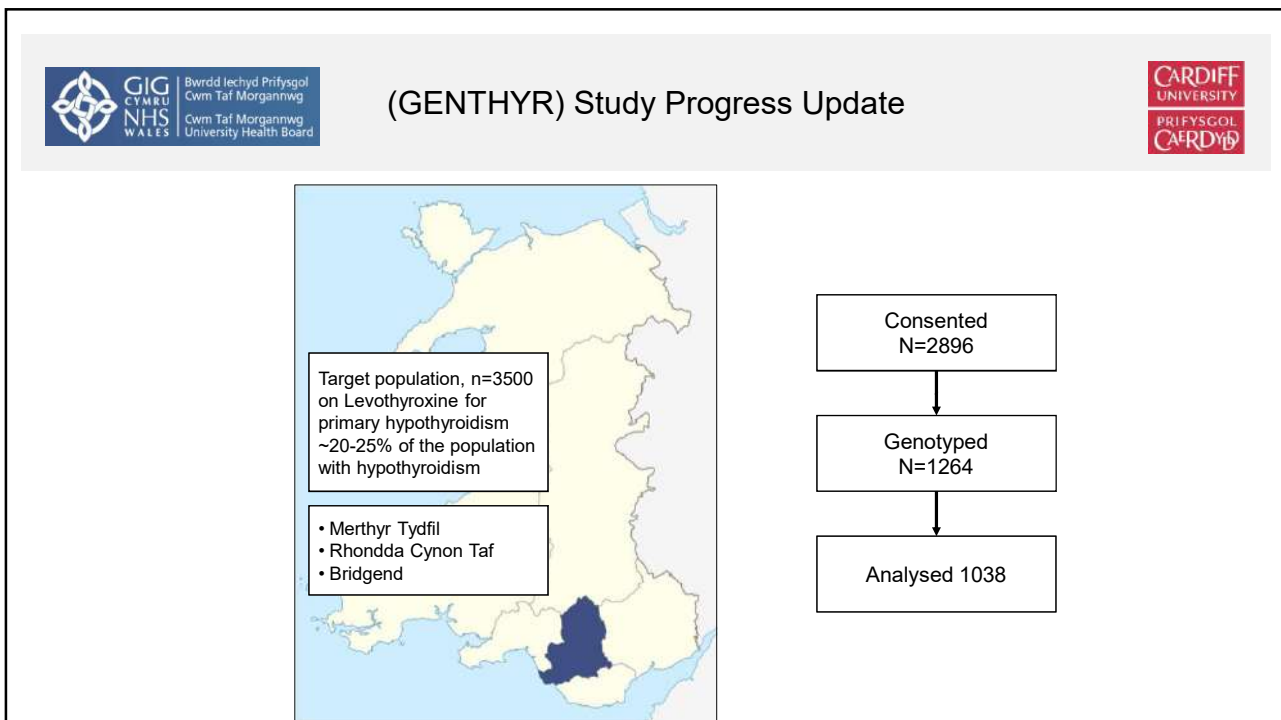 GIG
CYMRU
NHS
WALES
Bwrdd Iechyd Prifysgol
Cwm Taf Morgannwg
Cwm Taf Morgannwg
University Health Board
(GENTHYR) Study Progress Update
CARDIFF
UNIVERSITY
PRIFYSGOL
CAERDYDD
Target population, n=3500
on Levothyroxine for
primary hypothyroidism
~20-25% of the population
with hypothyroidism
• Merthyr Tydfil
• Rhondda Cynon Taf
• Bridgend
Consented
N=2896
Genotyped
N=1264
Analysed 1038